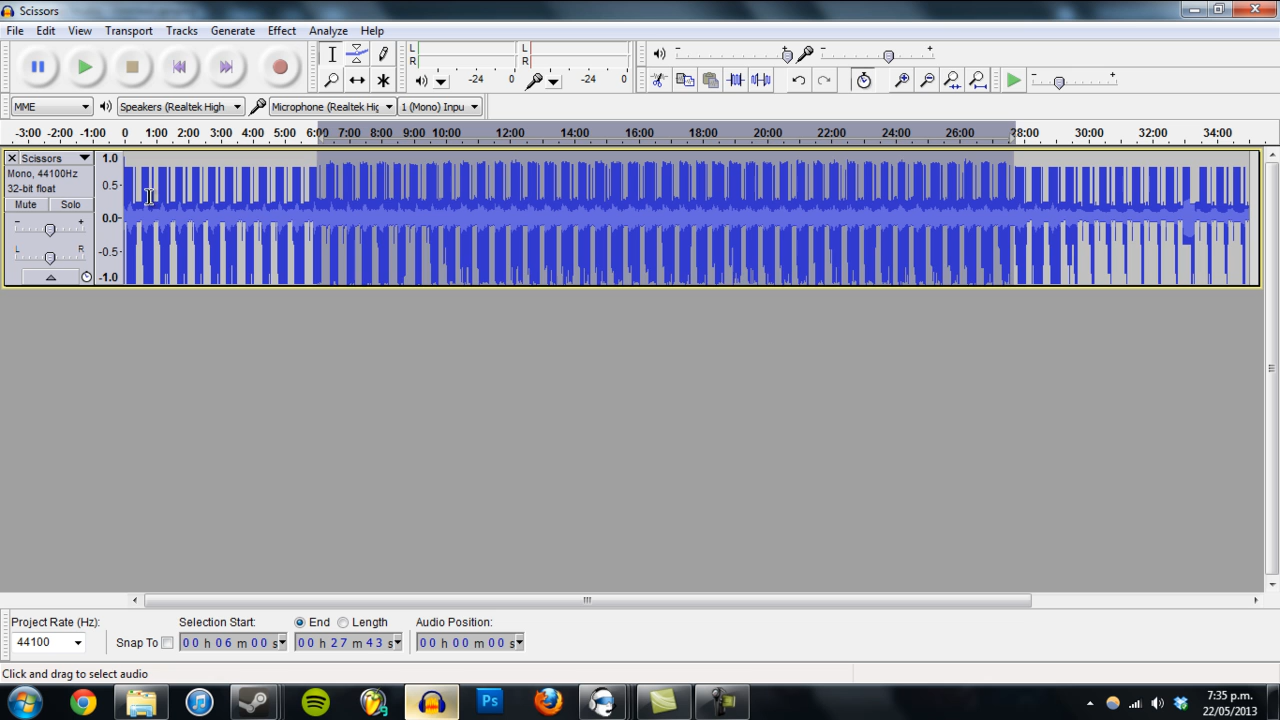 Scissors
File Edit View Transport Tracks Generate Effect Analyze Help
L
R
-24 0
L
R
-24 0
MME Speakers (Realtek High Microphone (Realtek Hig 1 (Mono) Inpu
-3:00 -2:00 -1:00 0 1:00 2:00 3:00 4:00 5:00 6:00 7:00 8:00 9:00 10:00 12:00 14:00 16:00 18:00 20:00 22:00 24:00 26:00 28:00 30:00 32:00 34:00
Scissors
Mono, 44100Hz
32-bit float
Mute Solo
- +
L R
1.0
0.5
0.0
-0.5
-1.0
Project Rate (Hz): Selection Start: End Length Audio Position:
44100 Snap To 00 h 06 m 00 s 00 h 27 m 43 s 00 h 00 m 00 s
Click and drag to select audio
Ps
7:35 p.m.
22/05/2013